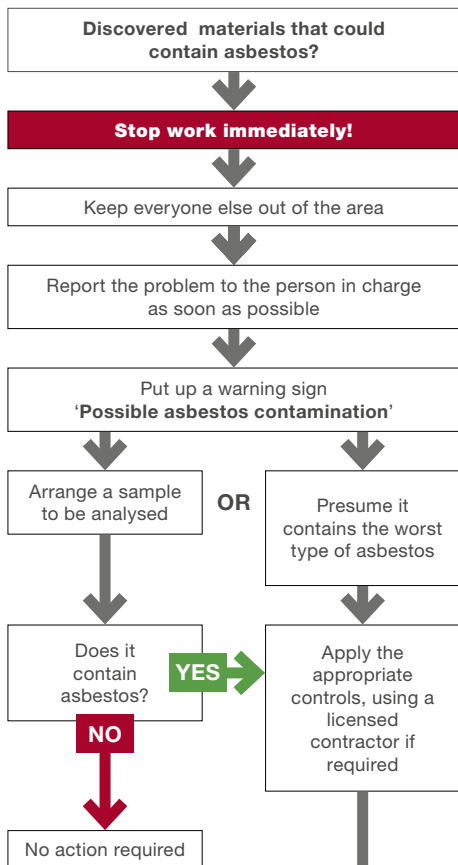 Discovered materials that could
contain asbestos?
Stop work immediately!
Keep everyone else out of the area
Report the problem to the person in charge
as soon as possible
Put up a warning sign
‘Possible asbestos contamination’
Arrange a sample
to be analysed
OR
Presume it
contains the worst
type of asbestos
Does it
contain
asbestos?
YES
Apply the
appropriate
controls, using a
licensed
contractor if
required
NO
No action required